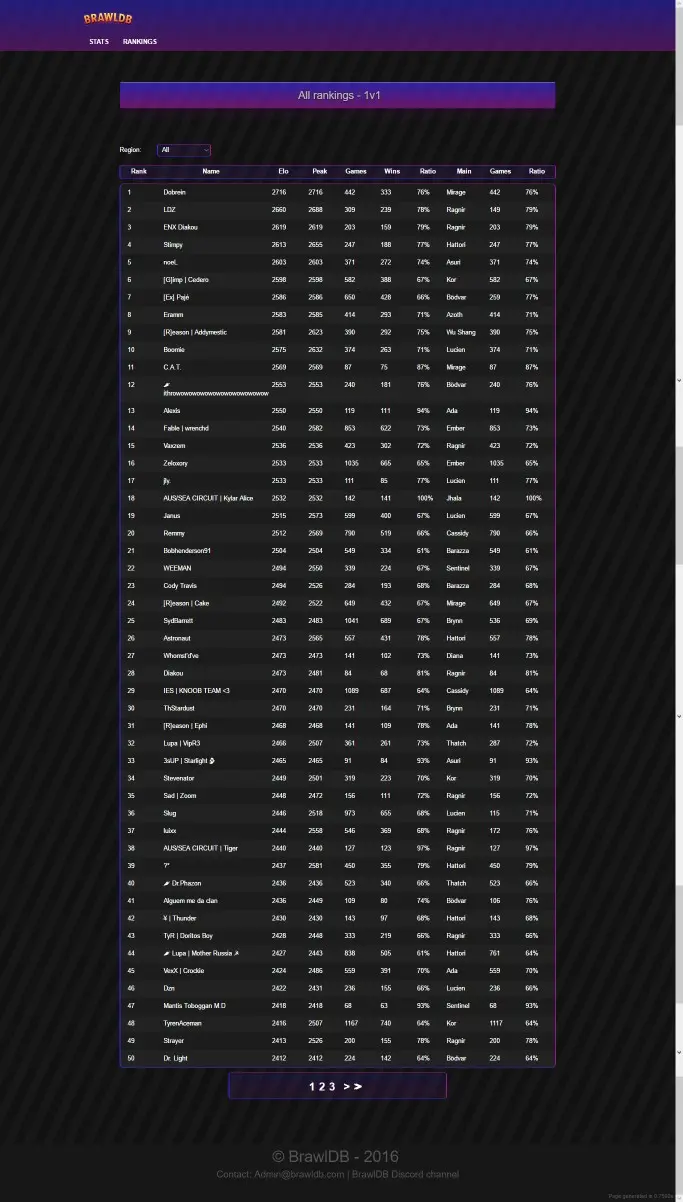 BRAWLDB
STATS RANKINGS
All rankings - 1v1
Region: All
Rank Name Elo Peak Games Wins Ratio Main Games Ratio
1 Dobrein 2716 2716 442 333 76% Mirage 442 76%
2 LDZ 2660 2688 309 239 78% Ragnir 149 79%
3 ENX Diakou 2619 2619 203 159 79% Ragnir 203 79%
4 Stimpy 2613 2655 247 188 77% Hattori 247 77%
5 noeL 2603 2603 371 272 74% Asuri 371 74%
6 [G]imp | Cedero 2598 2598 582 388 67% Kor 582 67%
7 [Ex] Pajé 2586 2586 650 428 66% Bödvar 259 77%
8 Eramm 2583 2585 414 293 71% Azoth 414 71%
9 [R]eason | Addymestic 2581 2623 390 292 75% Wu Shang 390 75%
10 Boomie 2575 2632 374 263 71% Lucien 374 71%
11 C.A.T. 2569 2569 87 75 87% Mirage 87 87%
12 2553 2553 240 181 76% Bödvar 240 76%
13 Alexis 2550 2550 119 111 94% Ada 119 94%
14 Fable | wrenchd 2540 2582 853 622 73% Ember 853 73%
15 Vaxzem 2536 2536 423 302 72% Ragnir 423 72%
16 Zeloxory 2533 2533 1035 665 65% Ember 1035 65%
17 jly. 2533 2533 111 85 77% Lucien 111 77%
18 AUS/SEA CIRCUIT | Kylar Alice 2532 2532 142 141 100% Jhala 142 100%
19 Janus 2515 2573 599 400 67% Lucien 599 67%
20 Remmy 2512 2569 790 519 66% Cassidy 790 66%
21 Bobhenderson91 2504 2504 549 334 61% Barazza 549 61%
22 WEEMAN 2494 2550 339 224 67% Sentinel 339 67%
23 Cody Travis 2494 2526 284 193 68% Barazza 284 68%
24 [R]eason | Cake 2492 2522 649 432 67% Mirage 649 67%
25 SydBarrett 2483 2483 1041 689 67% Brynn 536 69%
26 Astronaut 2473 2565 557 431 78% Hattori 557 78%
27 Whomst'd've 2473 2473 141 102 73% Diana 141 73%
28 Diakou 2473 2481 84 68 81% Ragnir 84 81%
29 IES | KNOOB TEAM <3 2470 2470 1089 687 64% Cassidy 1089 64%
30 ThStardust 2470 2470 231 164 71% Brynn 231 71%
31 [R]eason | Ephi 2468 2468 141 109 78% Ada 141 78%
32 Lupa | VipR3 2466 2507 361 261 73% Thatch 287 72%
33 3sUP | Starlight 2465 2465 91 84 93% Asuri 91 93%
34 Stevenator 2449 2501 319 223 70% Kor 319 70%
35 Sad | Zoom 2448 2472 156 111 72% Ragnir 156 72%
36 Slug 2446 2518 973 655 68% Lucien 115 71%
37 luixx 2444 2558 546 369 68% Ragnir 172 76%
38 AUS/SEA CIRCUIT | Tiger 2440 2440 127 123 97% Ragnir 127 97%
39 ?* 2437 2581 450 355 79% Hattori 450 79%
40 Dr.Phazon 2436 2436 523 340 66% Thatch 523 66%
41 Alguem me da clan 2436 2449 109 80 74% Bödvar 106 76%
42 ¥ | Thunder 2430 2430 143 97 68% Hattori 143 68%
43 TyR | Doritos Boy 2428 2448 333 219 66% Ragnir 333 66%
44 Lupa | Mother Russia ☭ 2427 2443 838 505 61% Hattori 761 64%
45 VexX | Crockie 2424 2486 559 391 70% Ada 559 70%
46 Dzn 2422 2431 236 155 66% Lucien 236 66%
47 Mantis Toboggan M.D 2418 2418 68 63 93% Sentinel 68 93%
48 TyrenAceman 2416 2507 1167 740 64% Kor 1117 64%
49 Strayer 2413 2526 200 155 78% Ragnir 200 78%
50 Dr. Light 2412 2412 224 142 64% Bödvar 224 64%
1 2 3 > >
© BrawlDB - 2016
Contact: Admin@brawldb.com | BrawlDB Discord channel